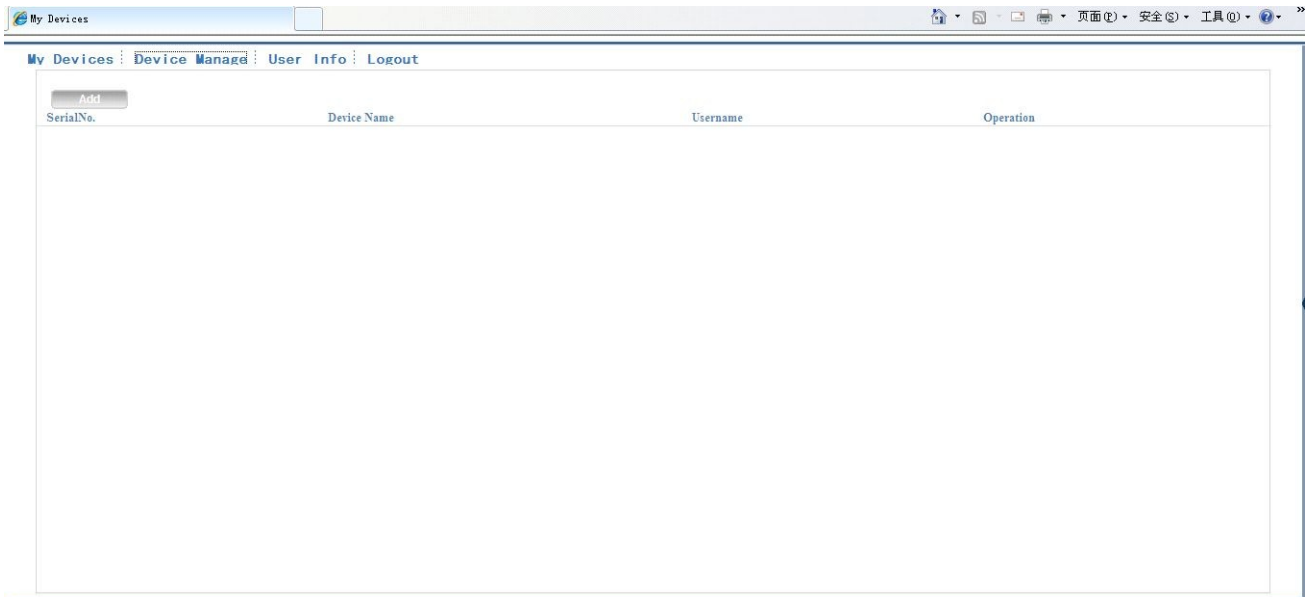 My Devices 页面(P) 安全(S) 工具(O) »
My Devices Device Manage User Info Logout
Add
SerialNo. Device Name Username Operation